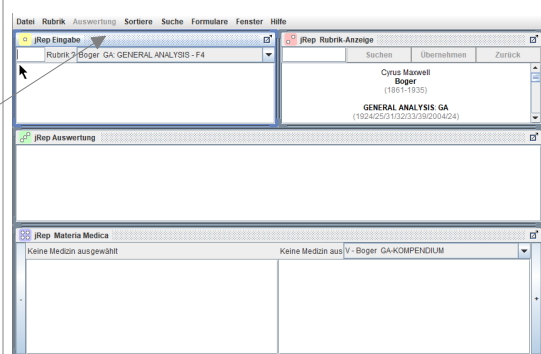 Datei Rubrik Auswertung Sortiere Suche Formulare Fenster Hilfe
jRep Eingabe
Rubrik ? Boger GA: GENERAL ANALYSIS - F4
jRep Rubrik-Anzeige
Suchen Übernehmen Zurück
Cyrus Maxwell
Boger
(1861-1935)
GENERAL ANALYSIS: GA
(1924/25/31/32/33/39/2004/24)
jRep Auswertung
jRep Materia Medica
Keine Medizin ausgewählt
Keine Medizin aus V - Boger GA-KOMPENDIUM
-
+